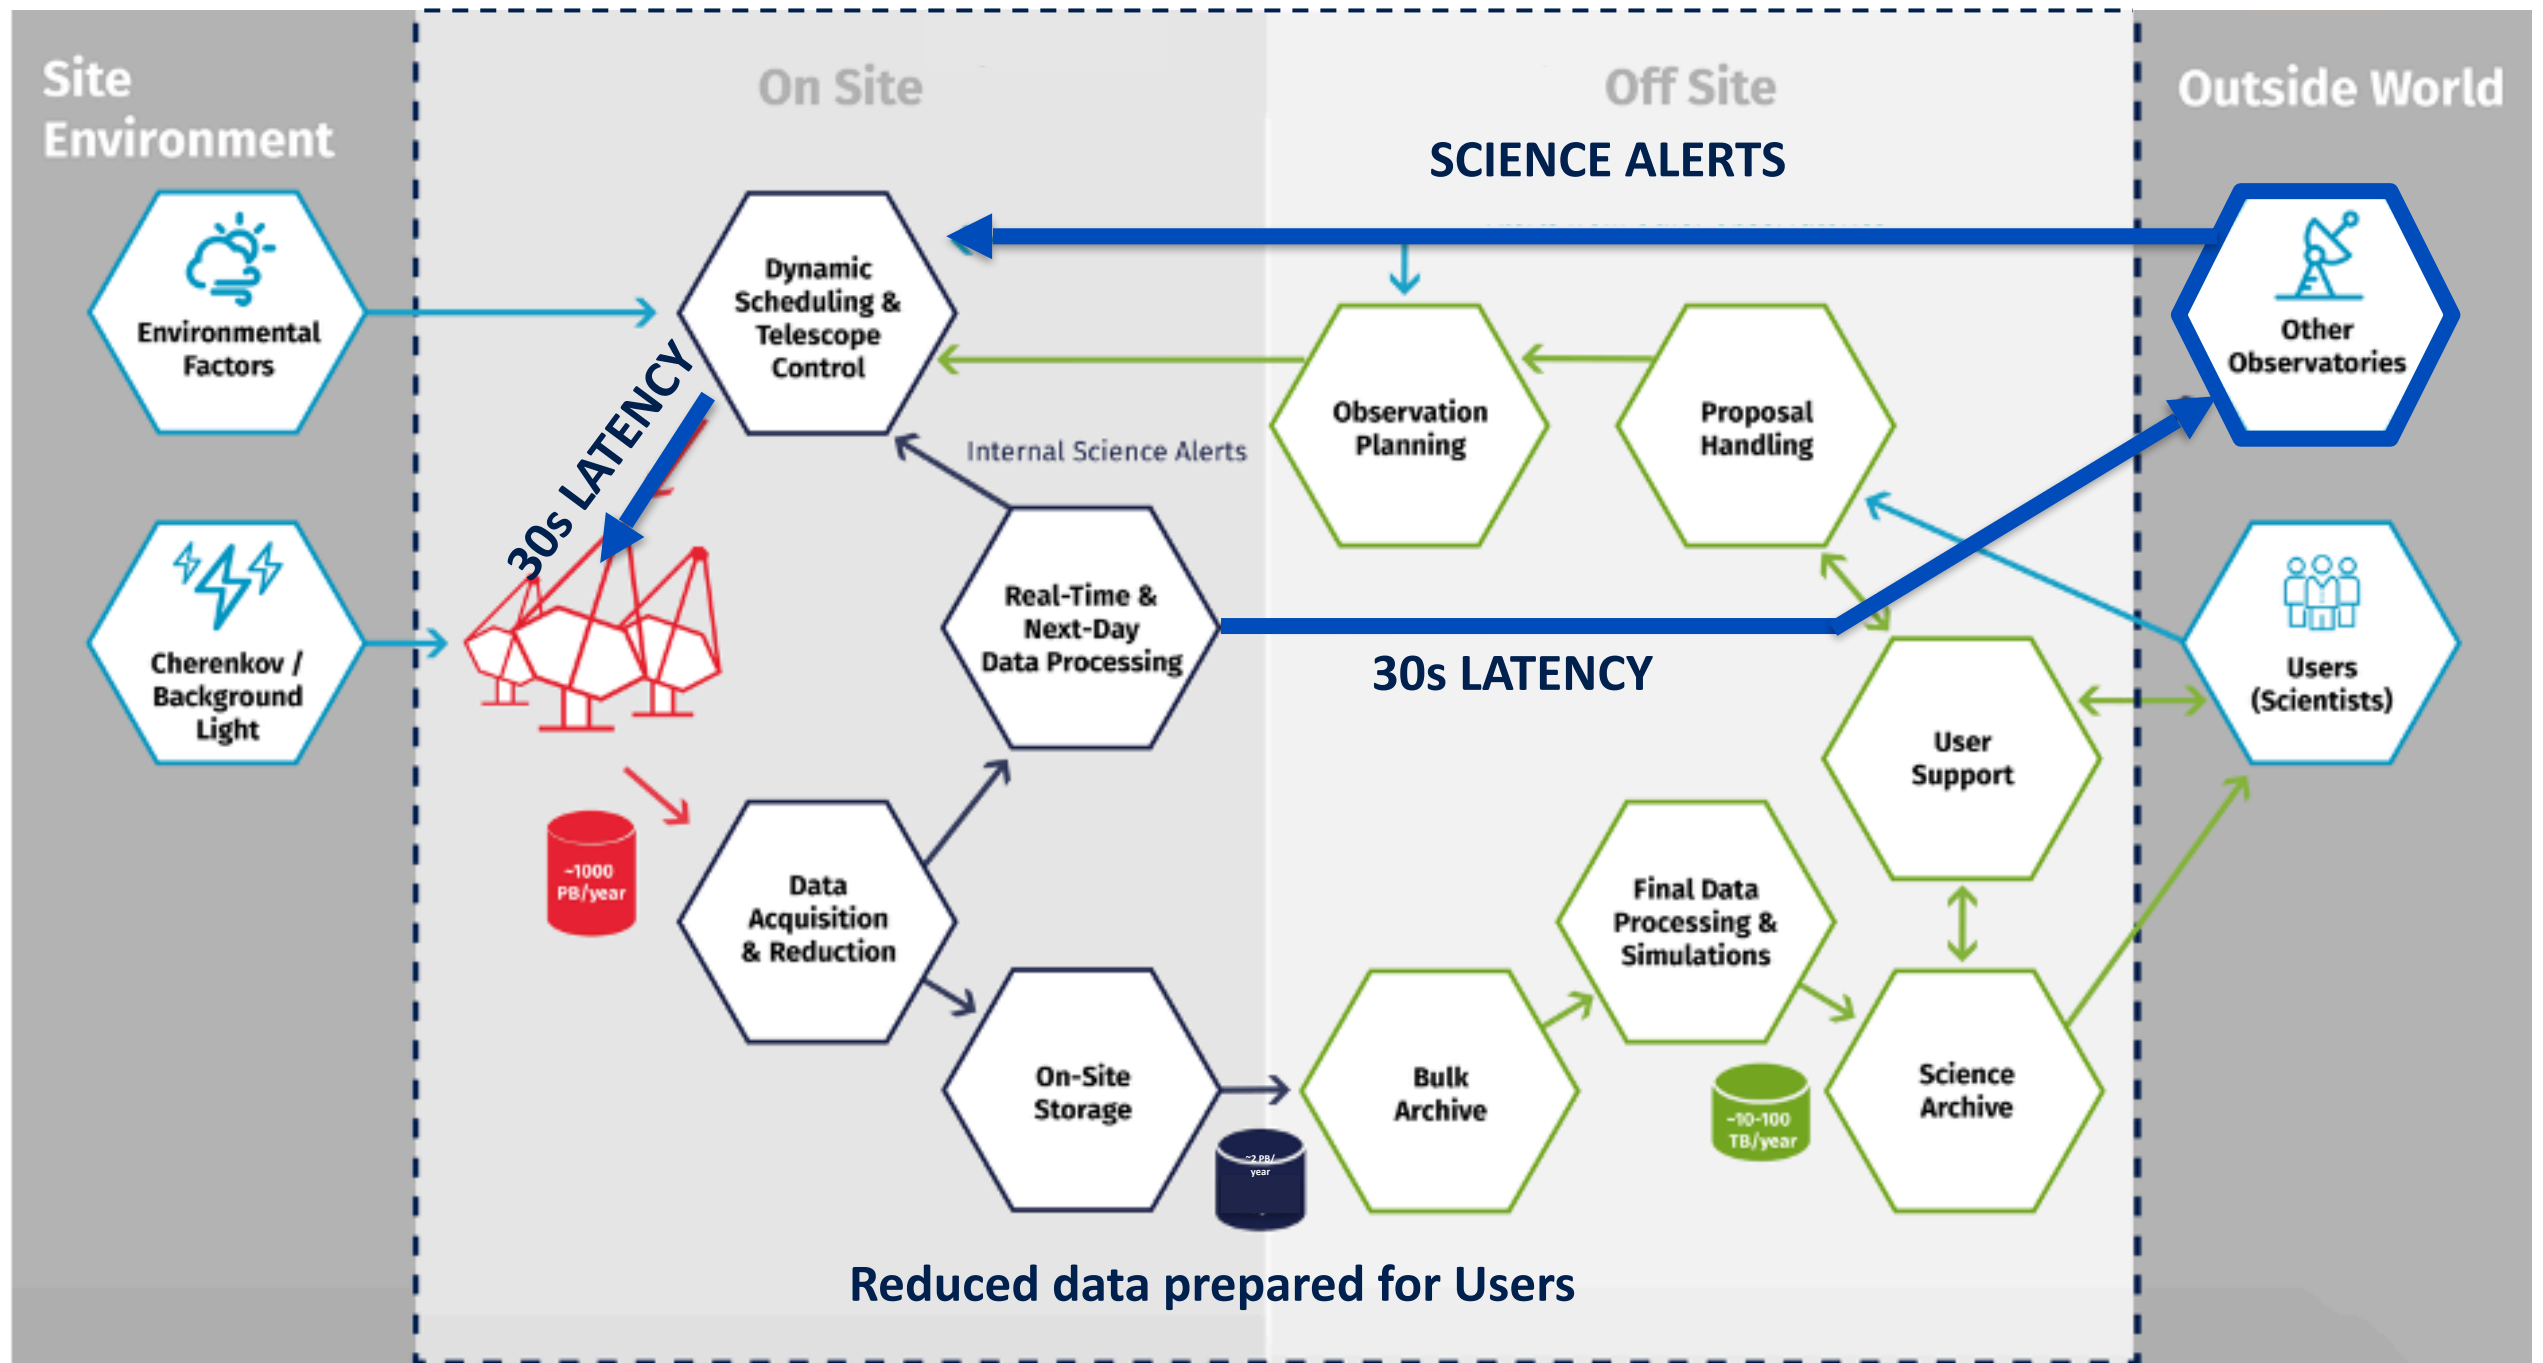 Site
Environment
On Site
Off Site
Outside World
SCIENCE ALERTS
Environmental
Factors
Dynamic
Scheduling &
Telescope
Control
Other
Observatories
30s LATENCY
Internal Science Alerts
Observation
Planning
Proposal
Handling
Cherenkov /
Background
Light
Real-Time &
Next-Day
Data Processing
30s LATENCY
Users
(Scientists)
User
Support
~1000
PB/year
Data
Acquisition
& Reduction
Final Data
Processing &
Simulations
On-Site
Storage
Bulk
Archive
Science
Archive
~10-100
TB/year
~2 PB/
year
Reduced data prepared for Users